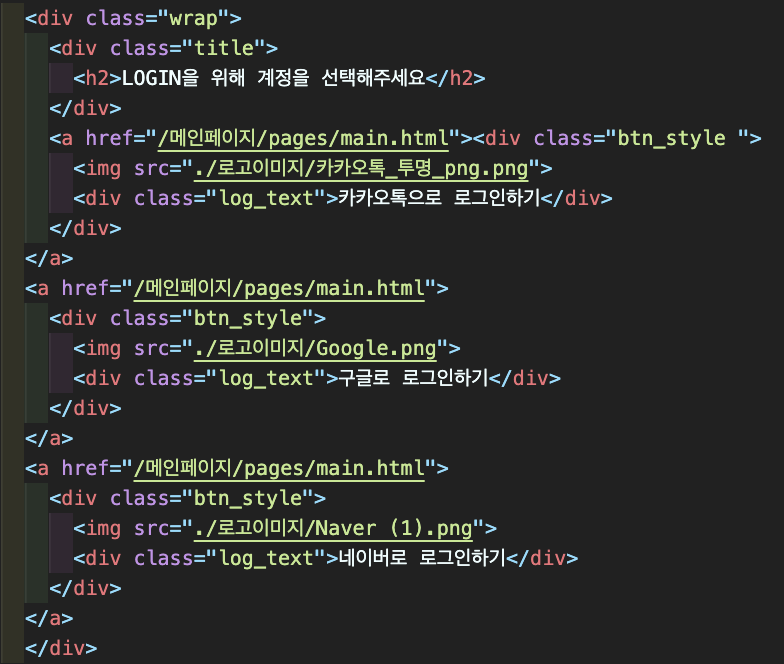 <div class="wrap">
<div class="title">
<h2>LOGIN을 위해 계정을 선택해주세요</h2>
</div>
<a href="/메인페이지/pages/main.html"><div class="btn_style ">
<img src="./로고이미지/카카오톡_투명_png.png">
<div class="log_text">카카오톡으로 로그인하기</div>
</div>
</a>
<a href="/메인페이지/pages/main.html">
<div class="btn_style">
<img src="./로고이미지/Google.png">
<div class="log_text">구글로 로그인하기</div>
</div>
</a>
<a href="/메인페이지/pages/main.html">
<div class="btn_style">
<img src="./로고이미지/Naver (1).png">
<div class="log_text">네이버로 로그인하기</div>
</div>
</a>
</div>